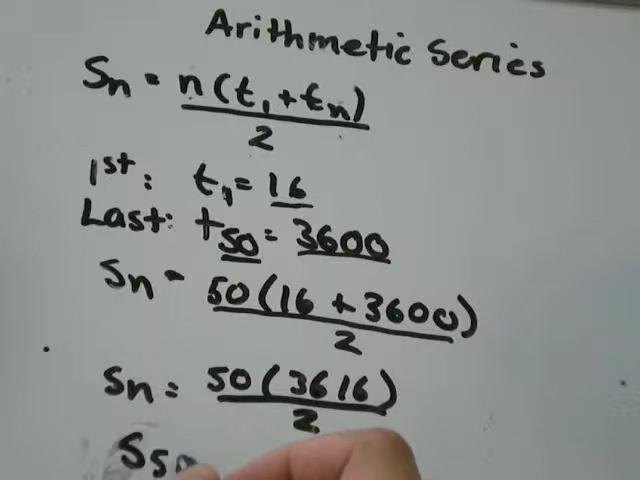 Arithmetic Series
Sn = n(t₁ + tn)
2
1st: t₁ = 16
Last: t50 = 3600
Sn = 50(16 + 3600)
2
Sn = 50(3616)
2
S5